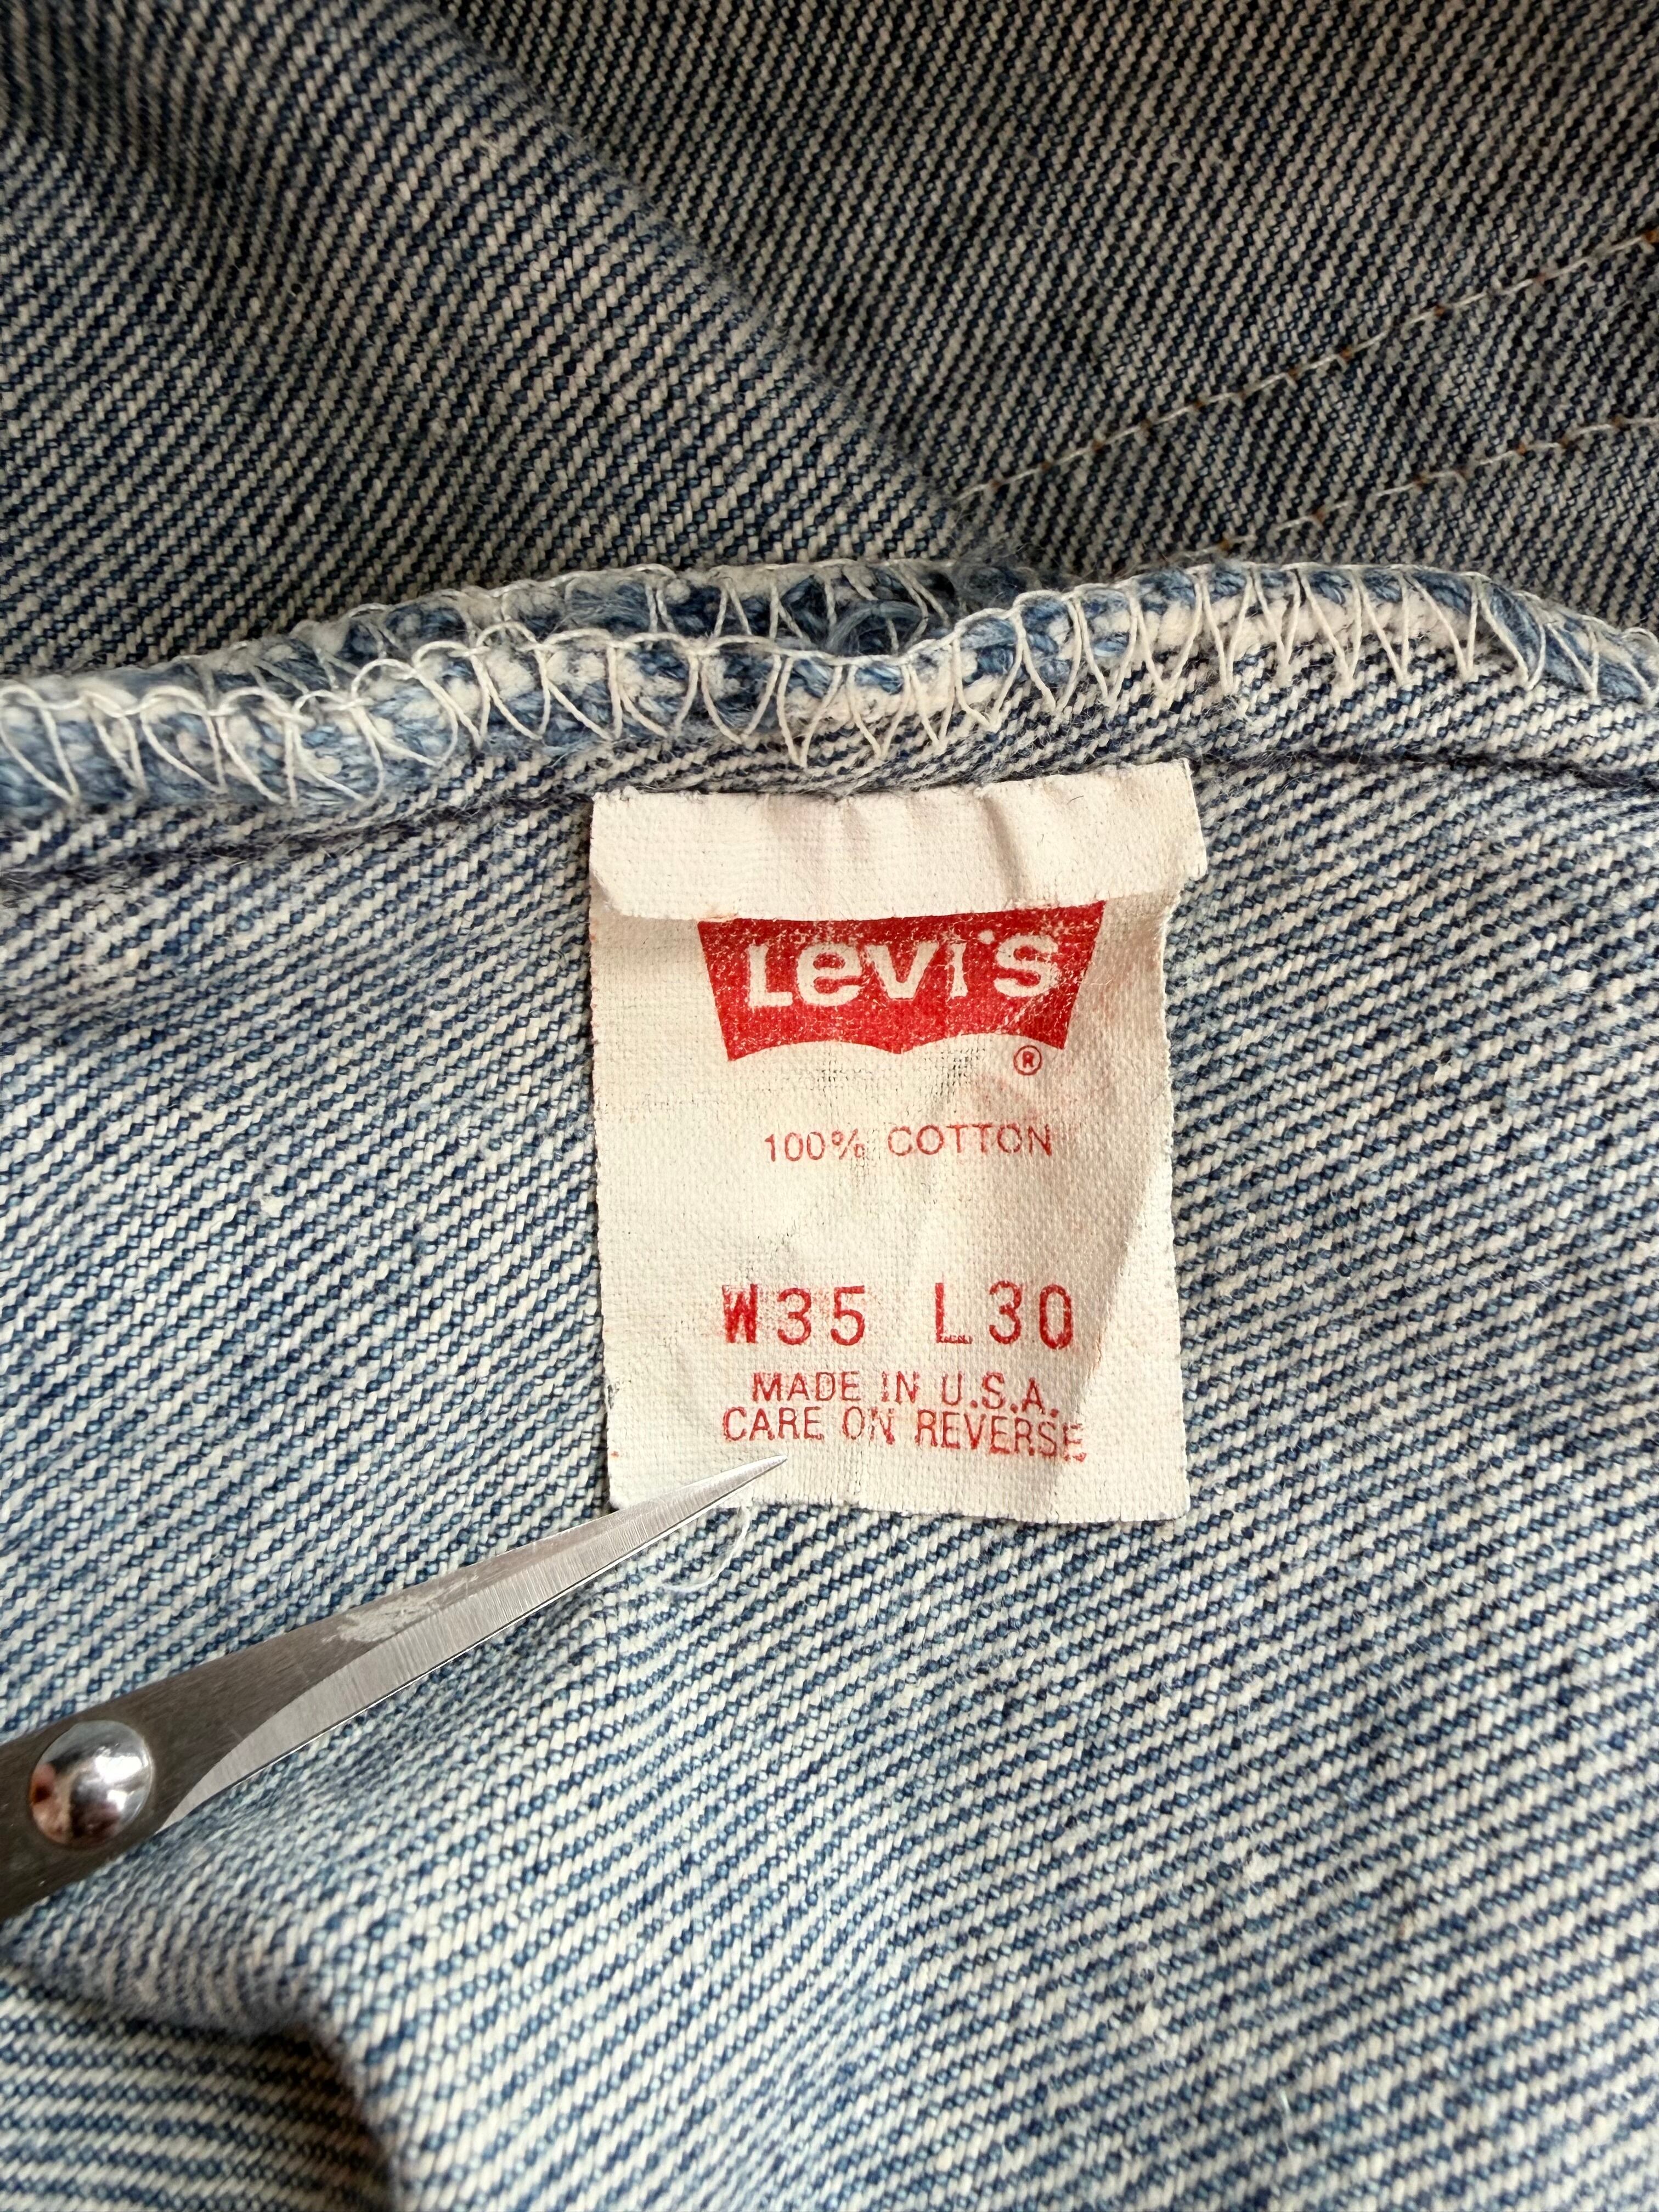 Levi's
®
100% COTTON
W35 L30
MADE IN U.S.A.
CARE ON REVERSE